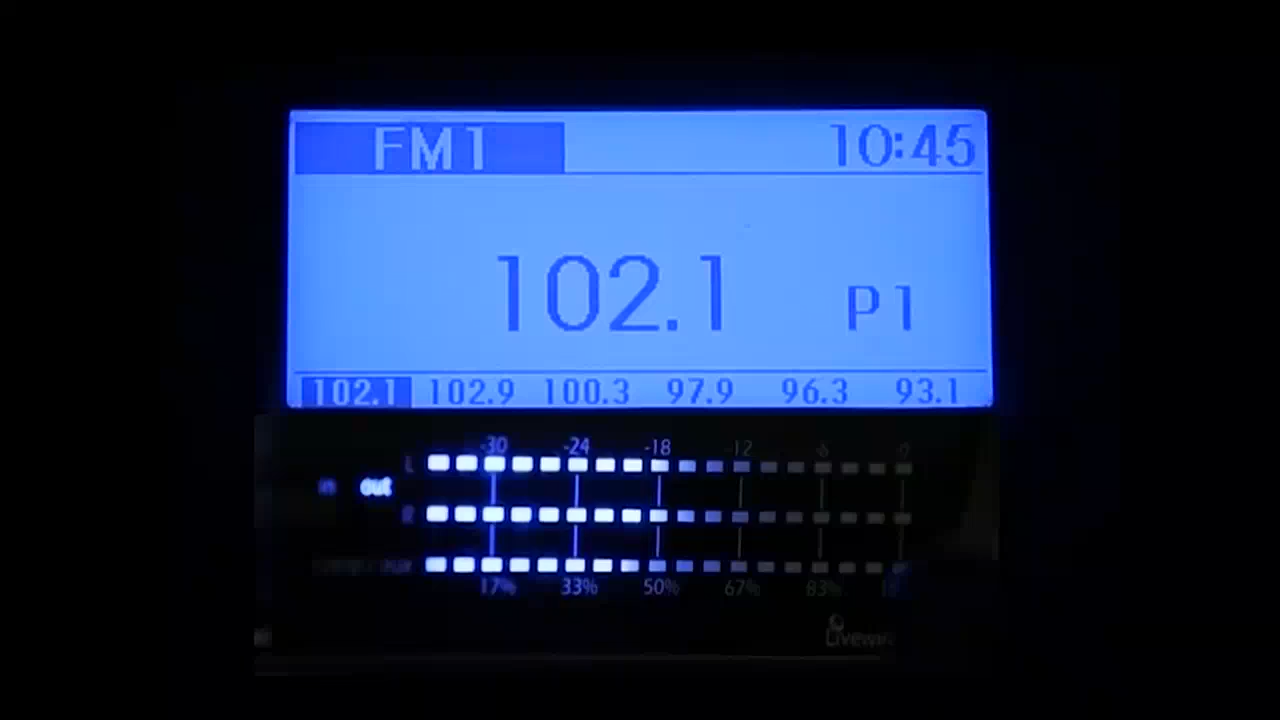 FM1 10:45
102.1 P1
102.1 102.9 100.3 97.9 96.3 93.1
-30 -24 -18 -12 -6 0
L
in out
R
17% 33% 50% 67% 83%